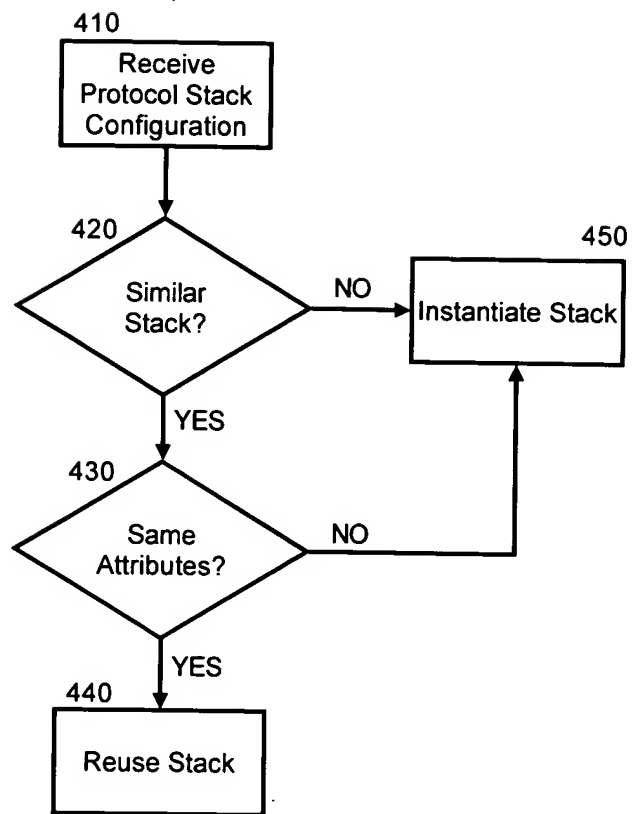 410
Receive
Protocol Stack
Configuration
420
Similar
Stack?
NO
450
Instantiate Stack
YES
430
Same
Attributes?
NO
YES
440
Reuse Stack